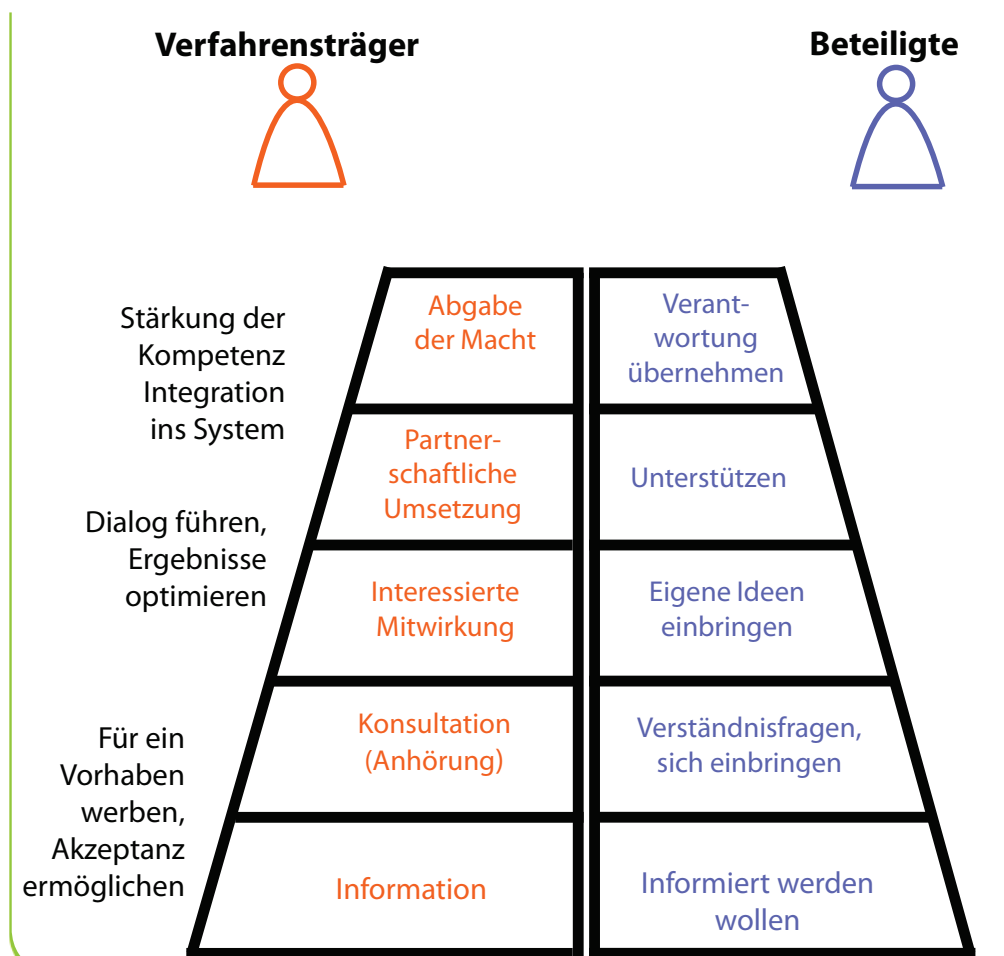 Verfahrensträger
Beteiligte
Stärkung der
Kompetenz
Integration
ins System
Abgabe
der Macht
Verant-
wortung
übernehmen
Partner-
schaftliche
Umsetzung
Unterstützen
Dialog führen,
Ergebnisse
optimieren
Interessierte
Mitwirkung
Eigene Ideen
einbringen
Für ein
Vorhaben
werben,
Akzeptanz
ermöglichen
Konsultation
(Anhörung)
Verständnisfragen,
sich einbringen
Information
Informiert werden
wollen